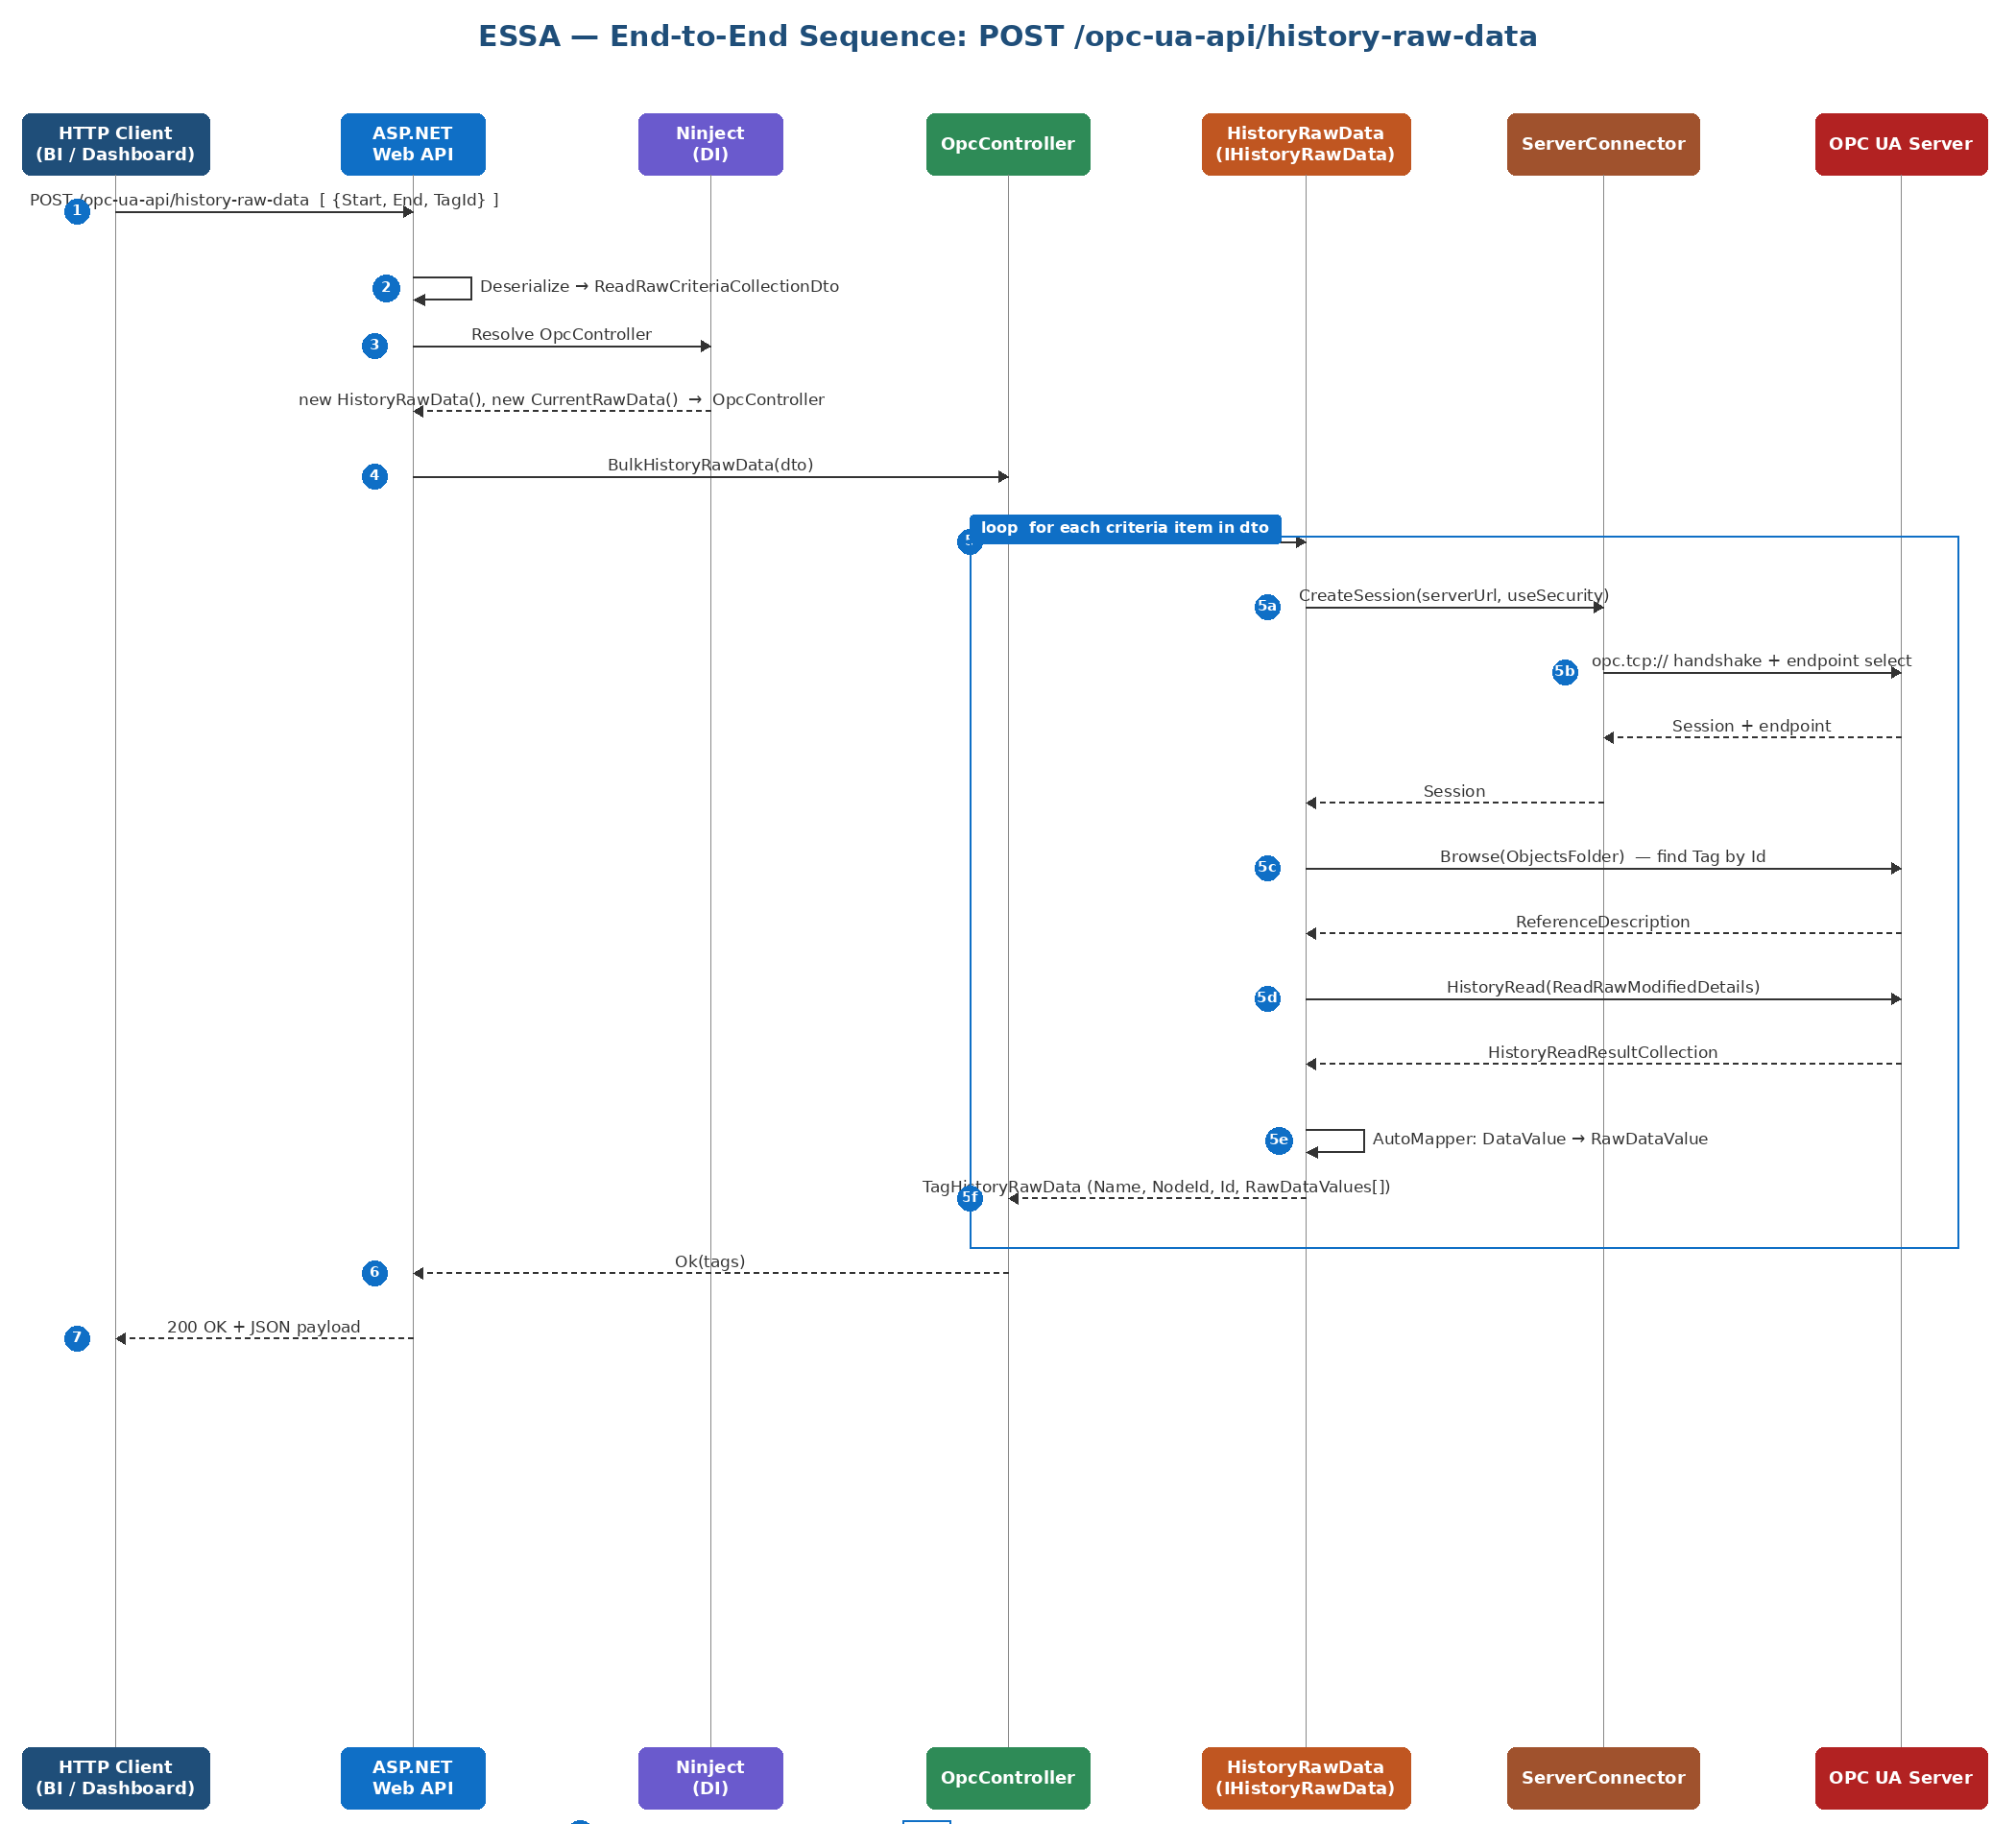 ESSA — End-to-End Sequence: POST /opc-ua-api/history-raw-data
HTTP Client
(BI / Dashboard)
ASP.NET
Web API
Ninject
(DI)
OpcController
HistoryRawData
(IHistoryRawData)
ServerConnector
OPC UA Server
POST /opc-ua-api/history-raw-data [ {Start, End, TagId} ]
1
2
Deserialize → ReadRawCriteriaCollectionDto
3
Resolve OpcController
new HistoryRawData(), new CurrentRawData() → OpcController
4
BulkHistoryRawData(dto)
5
loop for each criteria item in dto
5a
CreateSession(serverUrl, useSecurity)
5b
opc.tcp:// handshake + endpoint select
Session + endpoint
Session
5c
Browse(ObjectsFolder) — find Tag by Id
ReferenceDescription
5d
HistoryRead(ReadRawModifiedDetails)
HistoryReadResultCollection
5e
AutoMapper: DataValue → RawDataValue
5f
TagHistoryRawData (Name, NodeId, Id, RawDataValues[])
6
Ok(tags)
7
200 OK + JSON payload
HTTP Client
(BI / Dashboard)
ASP.NET
Web API
Ninject
(DI)
OpcController
HistoryRawData
(IHistoryRawData)
ServerConnector
OPC UA Server